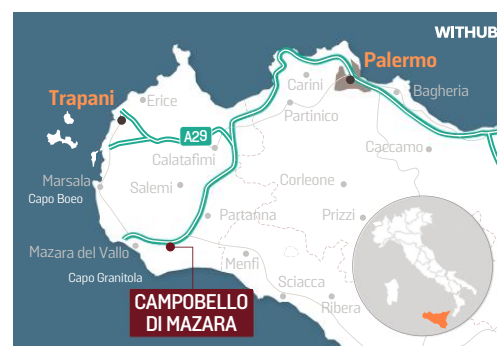 WITHUB
Palermo
Carini
Trapani
Erice
Bagheria
Partinico
A29
Calatafimi
Caccamo
Marsala
Salemi
Corleone
Capo Boeo
Partanna
Prizzi
Mazara del Vallo
Menfi
Capo Granitola
Sciacca
CAMPOBELLO
DI MAZARA
Ribera